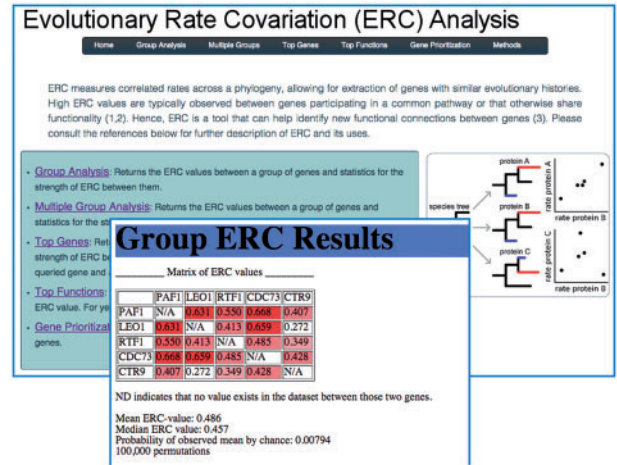 Evolutionary Rate Covariation (ERC) Analysis
Home Group Analysis Multiple Groups Top Genes Top Functions Gene Prioritization Methods
ERC measures correlated rates across a phylogeny, allowing for extraction of genes with similar evolutionary histories.
High ERC values are typically observed between genes participating in a common pathway or that otherwise share
functionality (1,2). Hence, ERC is a tool that can help identify new functional connections between genes (3). Please
consult the references below for further description of ERC and its uses.
Group Analysis: Returns the ERC values between a group of genes and statistics for the
strength of ERC between them.
Multiple Group Analysis: Returns the ERC values between a group of genes and
statistics for the st
Top Genes: Ret
strength of ERC be
queried gene and
Top Functions:
ERC value. For ye
Gene Prioritizat
genes.
species tree
protein A
protein B
protein C
rate protein A
rate protein B
rate protein C
rate protein B
Group ERC Results
Matrix of ERC values
PAF1 LEO1 RTF1 CDC73 CTR9
PAF1 N/A 0.631 0.550 0.668 0.407
LEO1 0.631 N/A 0.413 0.659 0.272
RTF1 0.550 0.413 N/A 0.485 0.349
CDC73 0.668 0.659 0.485 N/A 0.428
CTR9 0.407 0.272 0.349 0.428 N/A
ND indicates that no value exists in the dataset between those two genes.
Mean ERC-value: 0.486
Median ERC value: 0.457
Probability of observed mean by chance: 0.00794
100,000 permutations